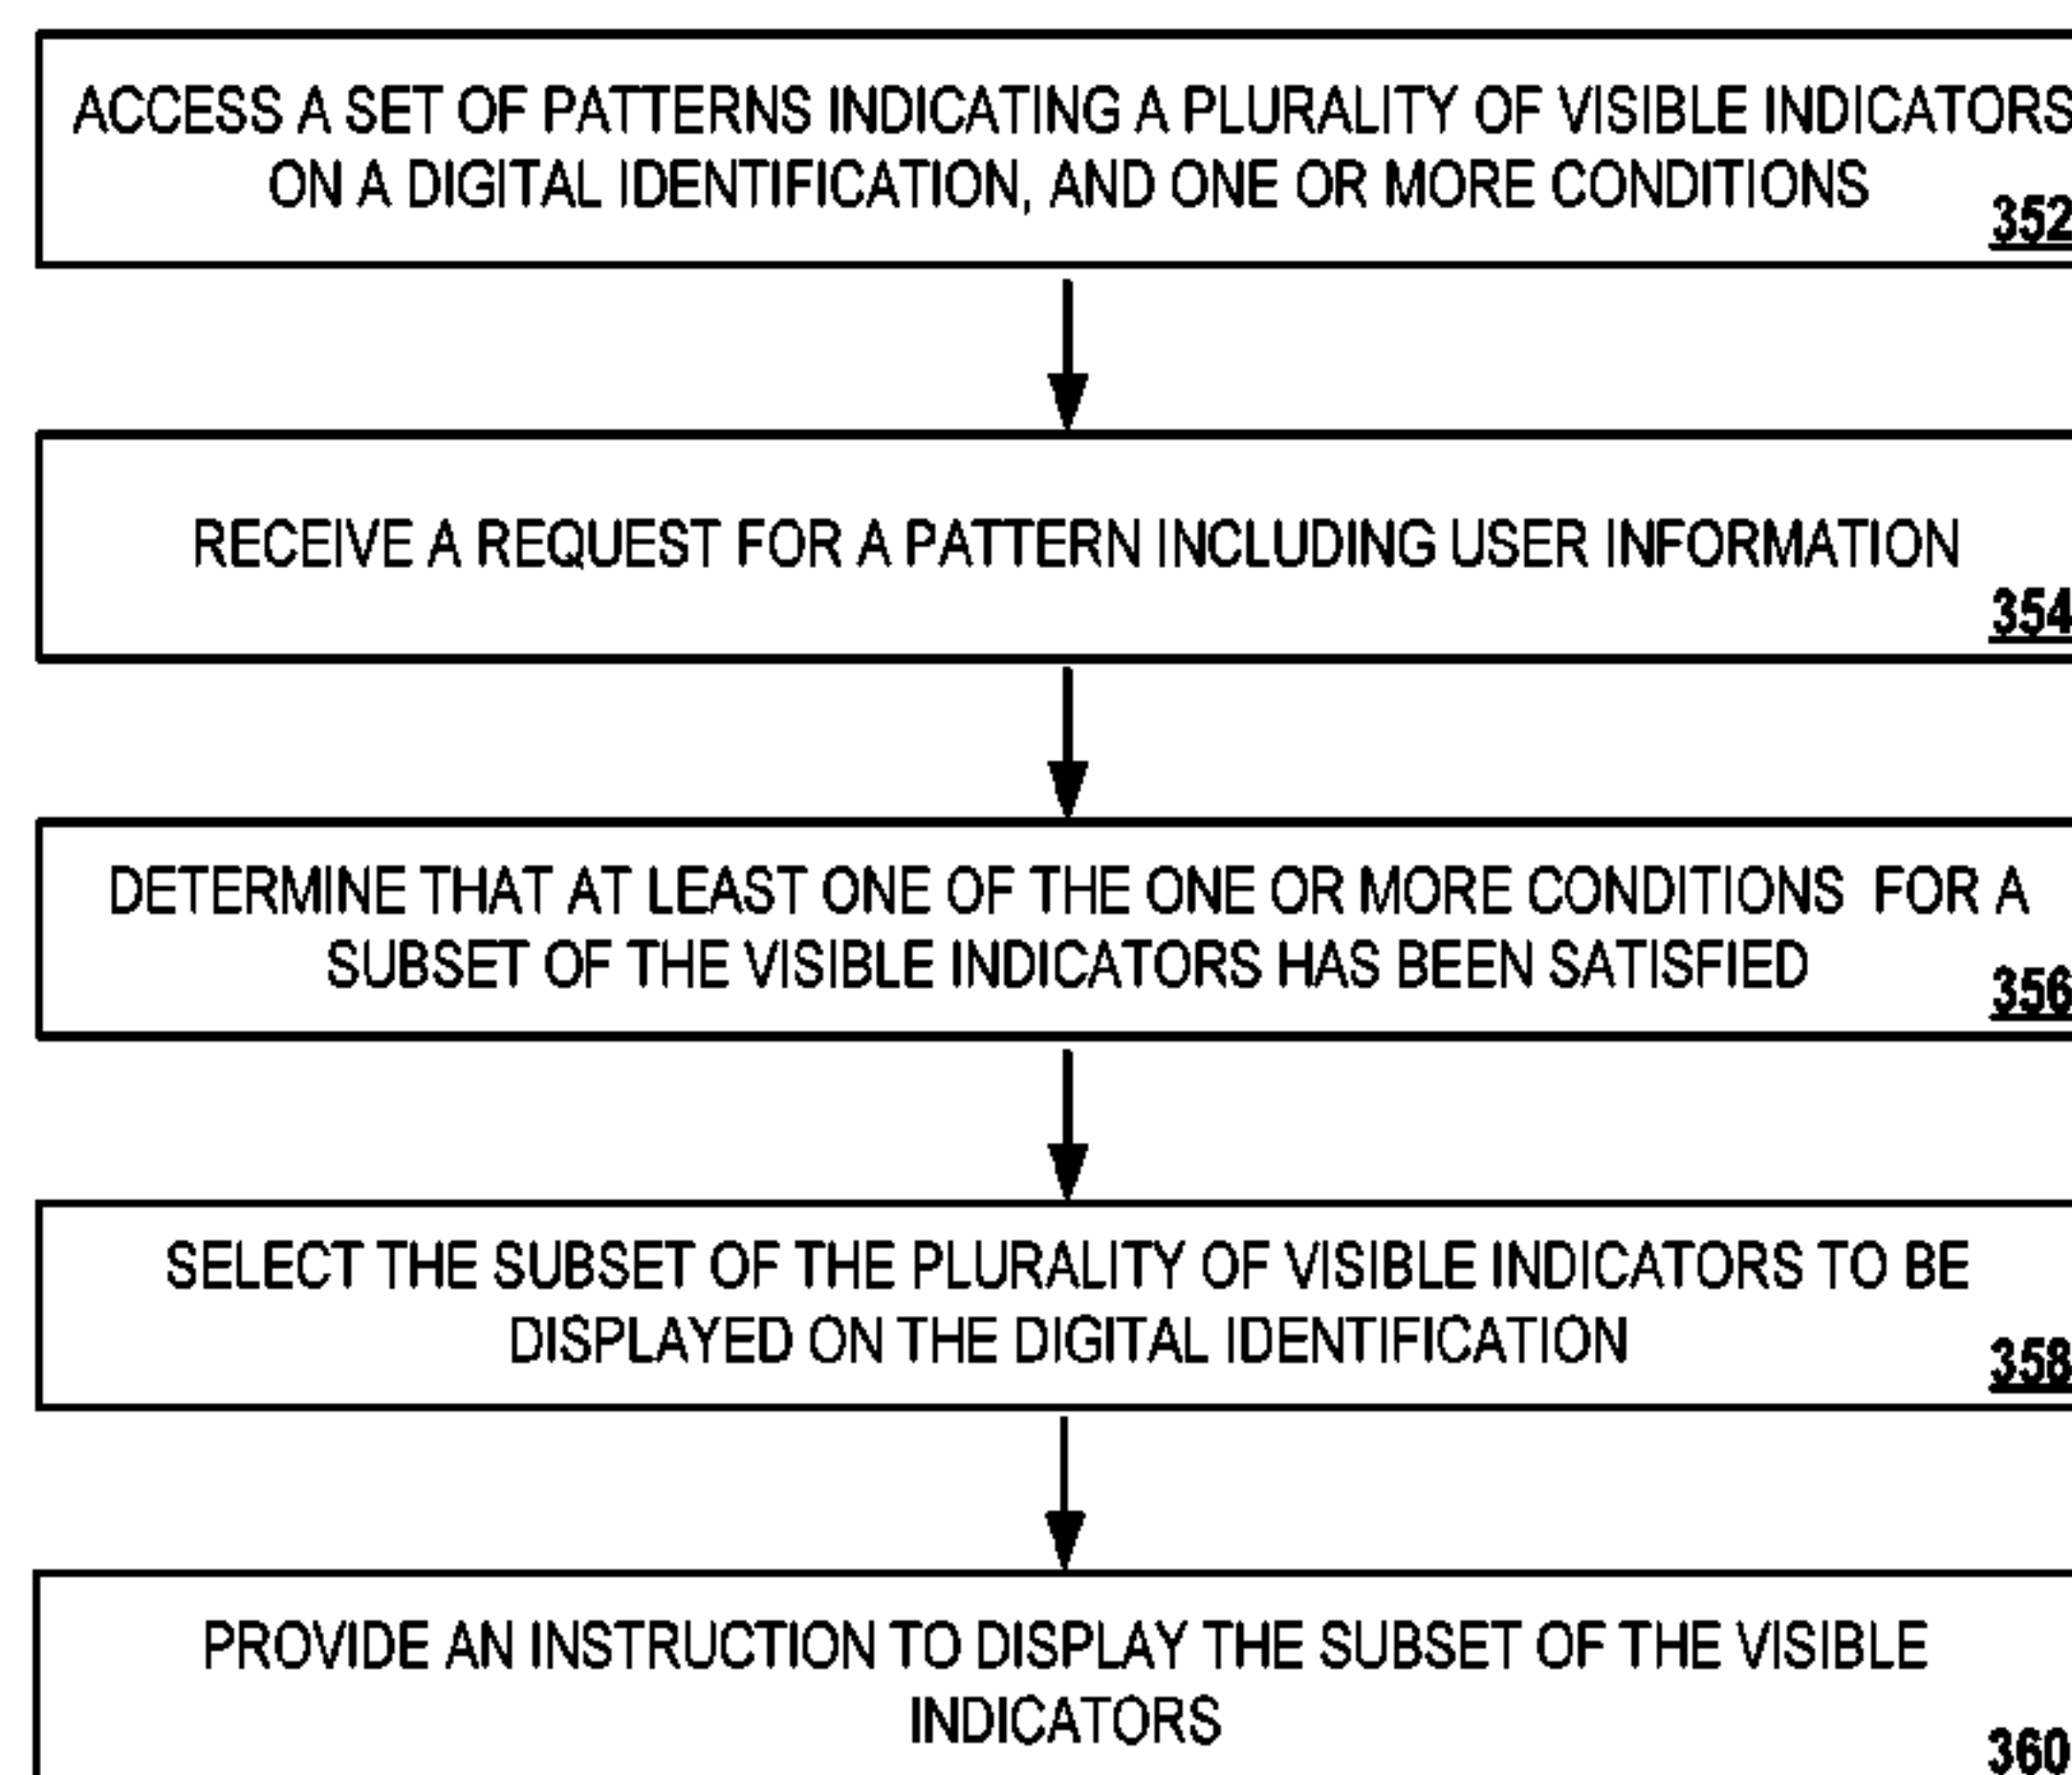 ACCESS A SET OF PATTERNS INDICATING A PLURALITY OF VISIBLE INDICATORS
ON A DIGITAL IDENTIFICATION, AND ONE OR MORE CONDITIONS
352
RECEIVE A REQUEST FOR A PATTERN INCLUDING USER INFORMATION
354
DETERMINE THAT AT LEAST ONE OF THE ONE OR MORE CONDITIONS FOR A
SUBSET OF THE VISIBLE INDICATORS HAS BEEN SATISFIED
356
SELECT THE SUBSET OF THE PLURALITY OF VISIBLE INDICATORS TO BE
DISPLAYED ON THE DIGITAL IDENTIFICATION
358
PROVIDE AN INSTRUCTION TO DISPLAY THE SUBSET OF THE VISIBLE
INDICATORS
360